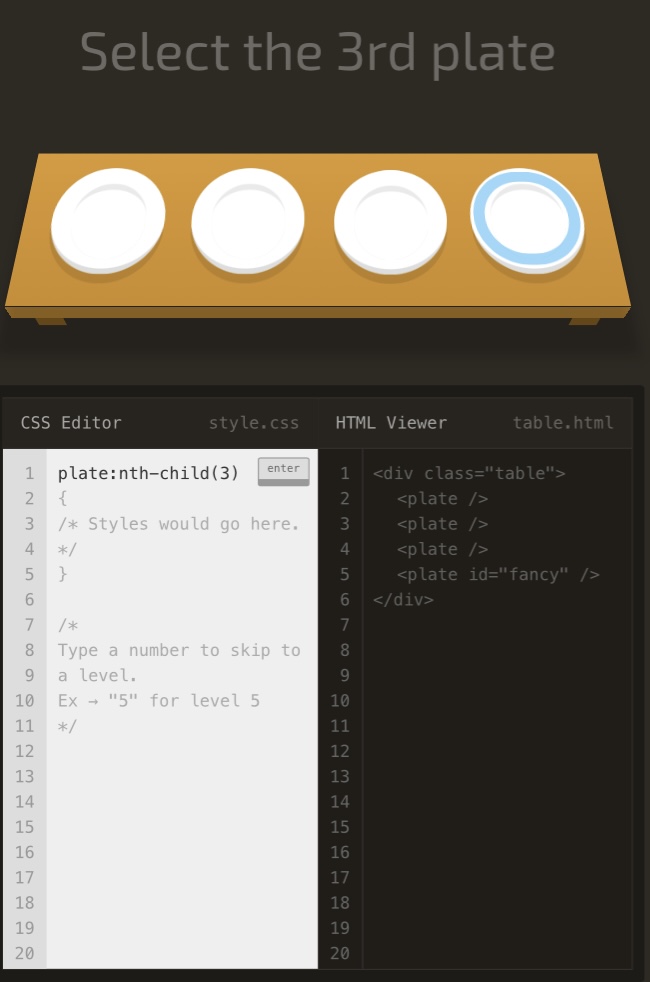 Select the 3rd plate
CSS Editor style.css
HTML Viewer table.html
1 plate:nth-child(3) enter
2 {
3 /* Styles would go here.
4 */
5 }
6
7 /*
8 Type a number to skip to
9 a level.
10 Ex → "5" for level 5
11 */
12
13
14
15
16
17
18
19
20
1 <div class="table">
2 <plate />
3 <plate />
4 <plate />
5 <plate id="fancy" />
6 </div>
7
8
9
10
11
12
13
14
15
16
17
18
19
20